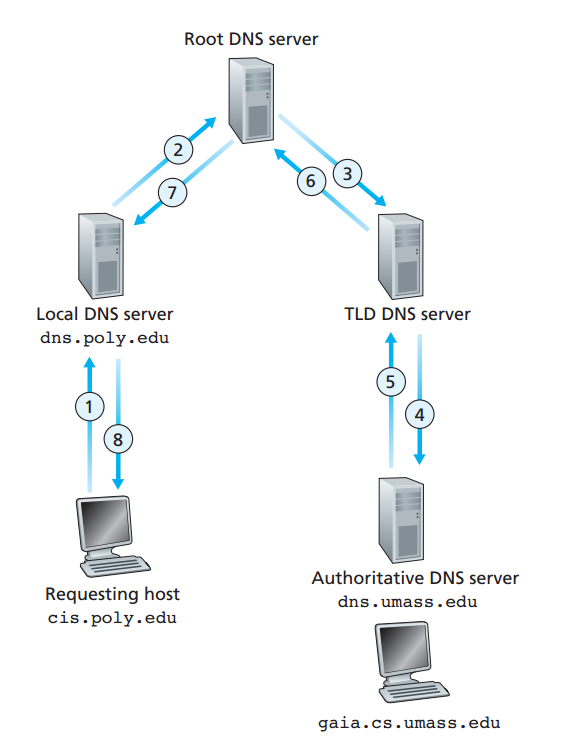 Root DNS server
2
3
6
7
Local DNS server
dns.poly.edu
TLD DNS server
5
1
4
8
Requesting host
cis.poly.edu
Authoritative DNS server
dns.umass.edu
gaia.cs.umass.edu